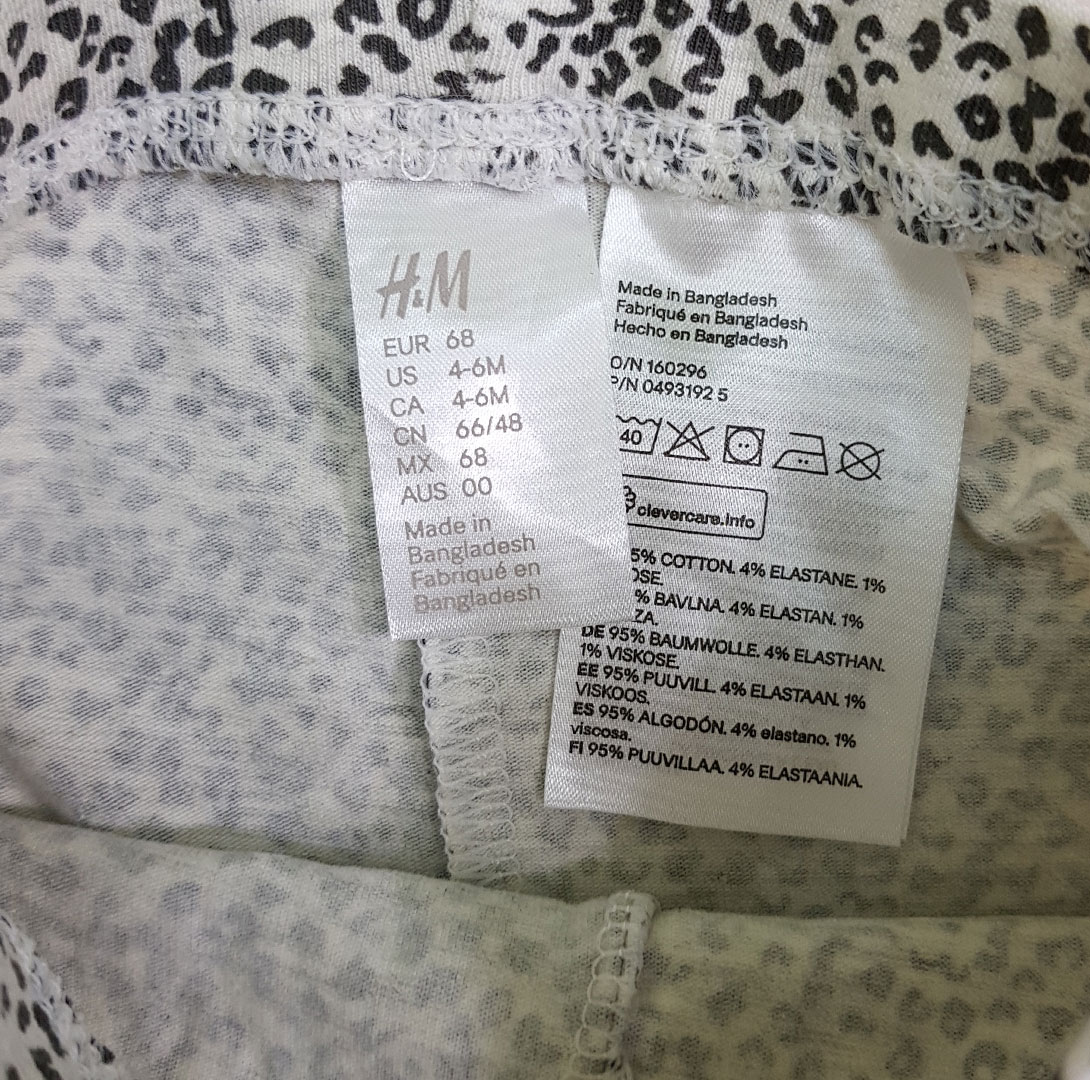 H&M
EUR 68
US 4-6M
CA 4-6M
CN 66/48
MX 68
AUS 00
Made in
Bangladesh
Fabriqué en
Bangladesh
Made in Bangladesh
Fabriqué en Bangladesh
Hecho en Bangladesh
O/N 160296
P/N 0493192 5
40
clevercare.info
5% COTTON. 4% ELASTANE. 1%
OSE.
% BAVLNA. 4% ELASTAN. 1%
ZA.
DE 95% BAUMWOLLE. 4% ELASTHAN.
1% VISKOSE.
EE 95% PUUVILL. 4% ELASTAAN. 1%
VISKOOS.
ES 95% ALGODÓN. 4% elastano. 1%
viscosa.
FI 95% PUUVILLAA. 4% ELASTAANIA.